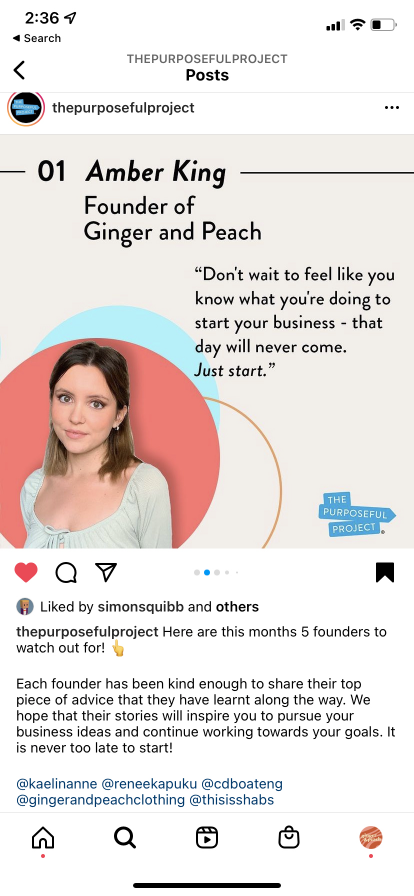 2:36
Search
THEPURPOSEFULPROJECT
Posts
thepurposefulproject
01 Amber King
Founder of
Ginger and Peach
“Don't wait to feel like you
know what you're doing to
start your business - that
day will never come.
Just start.”
THE
PURPOSEFUL
PROJECT
Liked by simonsquibb and others
thepurposefulproject Here are this months 5 founders to
watch out for! 👆
Each founder has been kind enough to share their top
piece of advice that they have learnt along the way. We
hope that their stories will inspire you to pursue your
business ideas and continue working towards your goals. It
is never too late to start!
@kaelinanne @reneekapuku @cdboateng
@gingerandpeachclothing @thisisshabs